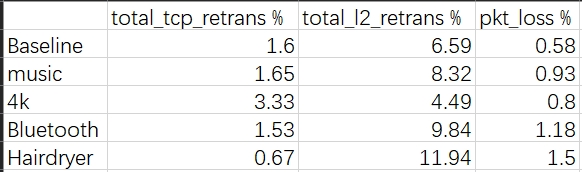 total_tcp_retrans % total_l2_retrans % pkt_loss %
Baseline 1.6 6.59 0.58
music 1.65 8.32 0.93
4k 3.33 4.49 0.8
Bluetooth 1.53 9.84 1.18
Hairdryer 0.67 11.94 1.5